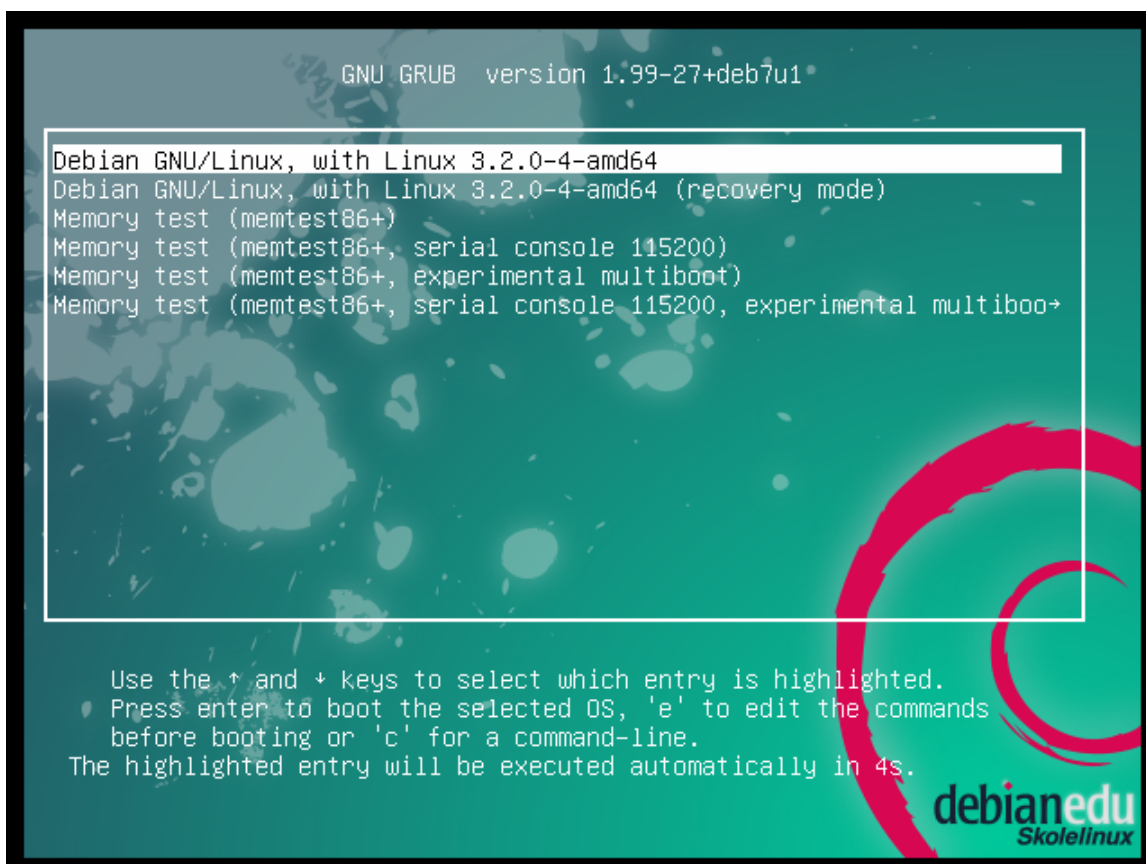 GNU GRUB  version 1.99-27+deb7u1
Debian GNU/Linux, with Linux 3.2.0-4-amd64
Debian GNU/Linux, with Linux 3.2.0-4-amd64 (recovery mode)
Memory test (memtest86+)
Memory test (memtest86+, serial console 115200)
Memory test (memtest86+, experimental multiboot)
Memory test (memtest86+, serial console 115200, experimental multiboo→
Use the ↑ and ↓ keys to select which entry is highlighted.
Press enter to boot the selected OS, 'e' to edit the commands
before booting or 'c' for a command-line.
The highlighted entry will be executed automatically in 4s.
debianedu
Skolelinux